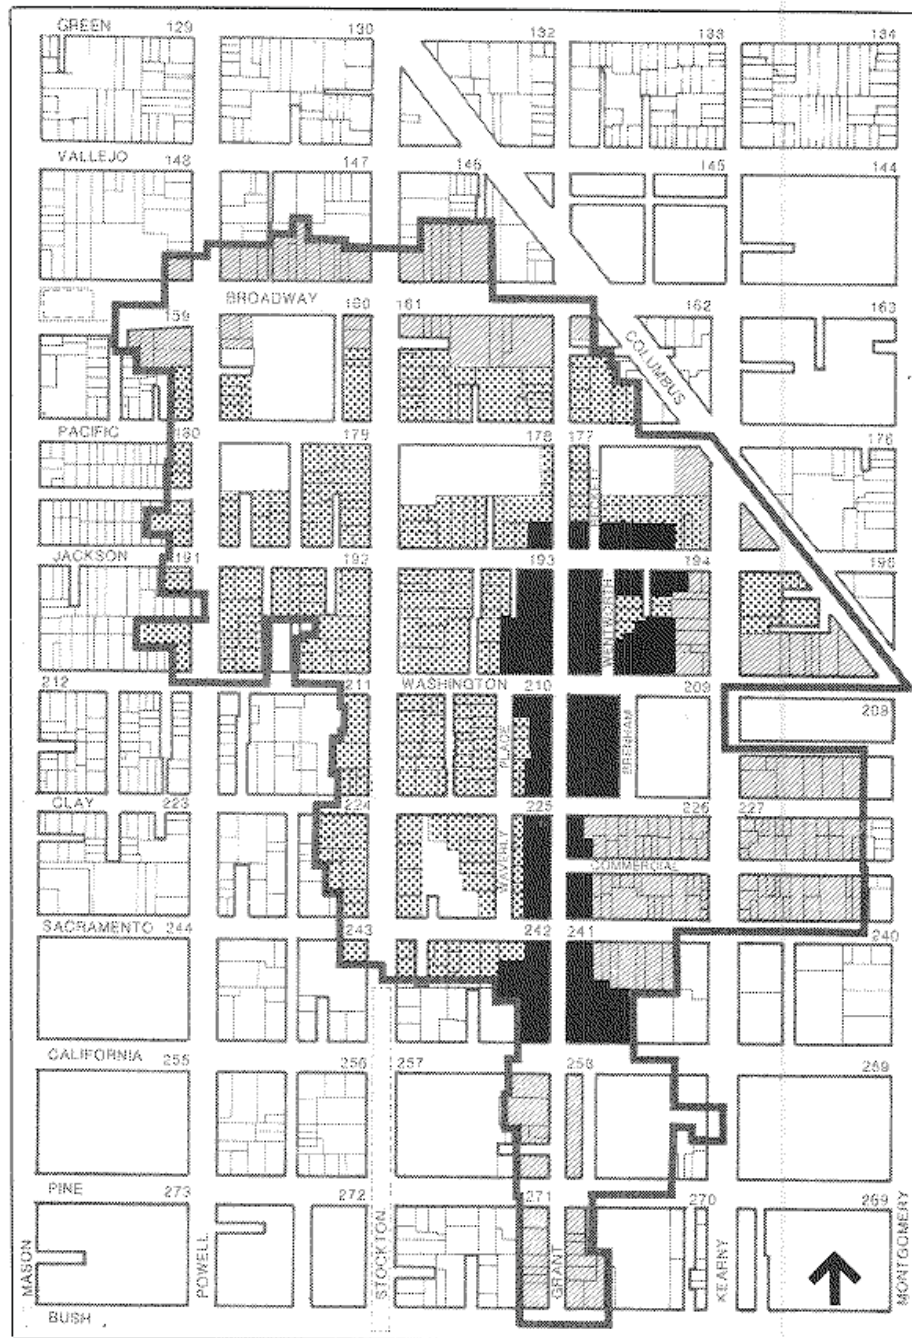 GREEN 129 130 132 133 134
VALLEJO 148 147 146 145 144
BROADWAY 159 160 161 162 163
COLUMBUS
PACIFIC 180 179 178 177 176
JACKSON 191 192 193 194 195
WENTWORTH
212 211 WASHINGTON 210 209 208
PLACE
BRENHAM
CLAY 223 224 225 226 227
WAVERLY
COMMERCIAL
SACRAMENTO 244 243 242 241 240
CALIFORNIA 255 256 257 258 259
PINE 273 272 271 270 269
MASON
POWELL
STOCKTON
GRANT
KEARNY
MONTGOMERY
BUSH